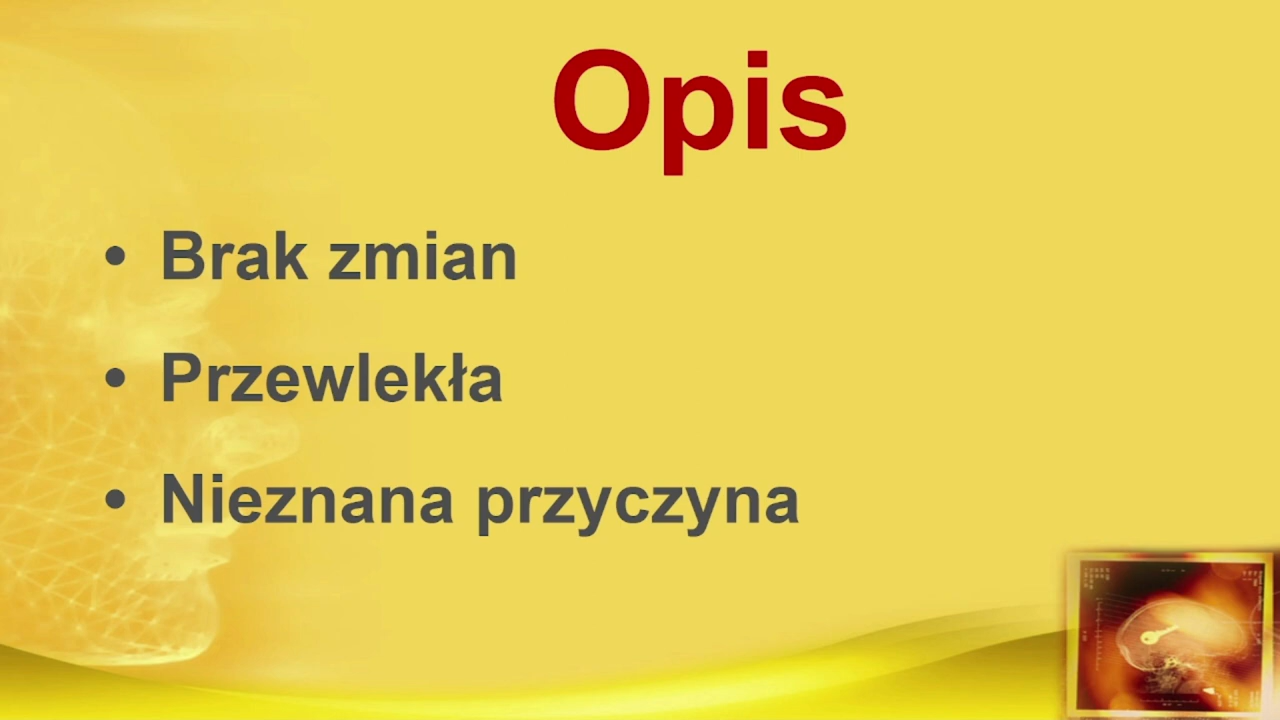 Opis
• Brak zmian
• Przewlekła
• Nieznana przyczyna